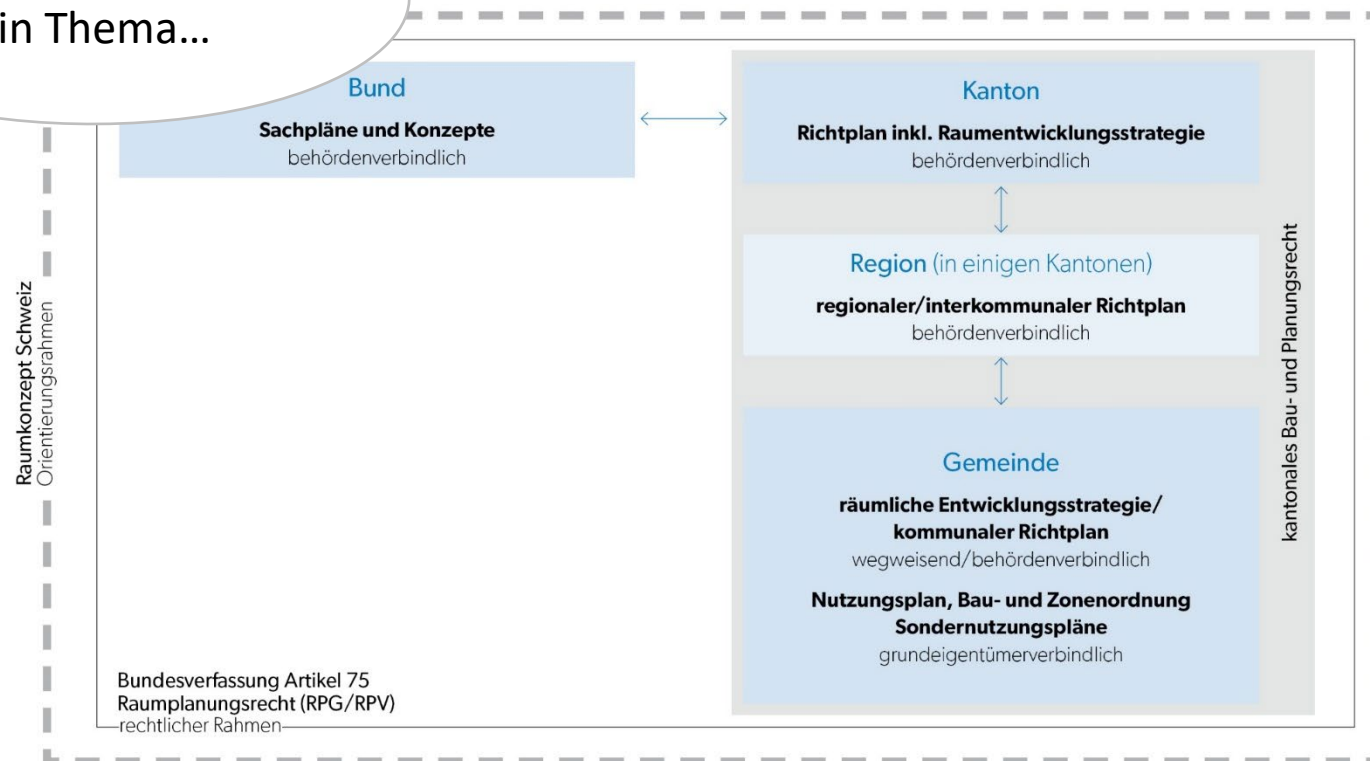 in Thema…
Bund
Sachpläne und Konzepte
behördenverbindlich
Kanton
Richtplan inkl. Raumentwicklungsstrategie
behördenverbindlich
Region (in einigen Kantonen)
regionaler/interkommunaler Richtplan
behördenverbindlich
Gemeinde
räumliche Entwicklungsstrategie/
kommunaler Richtplan
wegweisend/behördenverbindlich
Nutzungsplan, Bau- und Zonenordnung
Sondernutzungspläne
grundeigentümerverbindlich
kantonales Bau- und Planungsrecht
Raumkonzept Schweiz
Orientierungsrahmen
Bundesverfassung Artikel 75
Raumplanungsrecht (RPG/RPV)
rechtlicher Rahmen